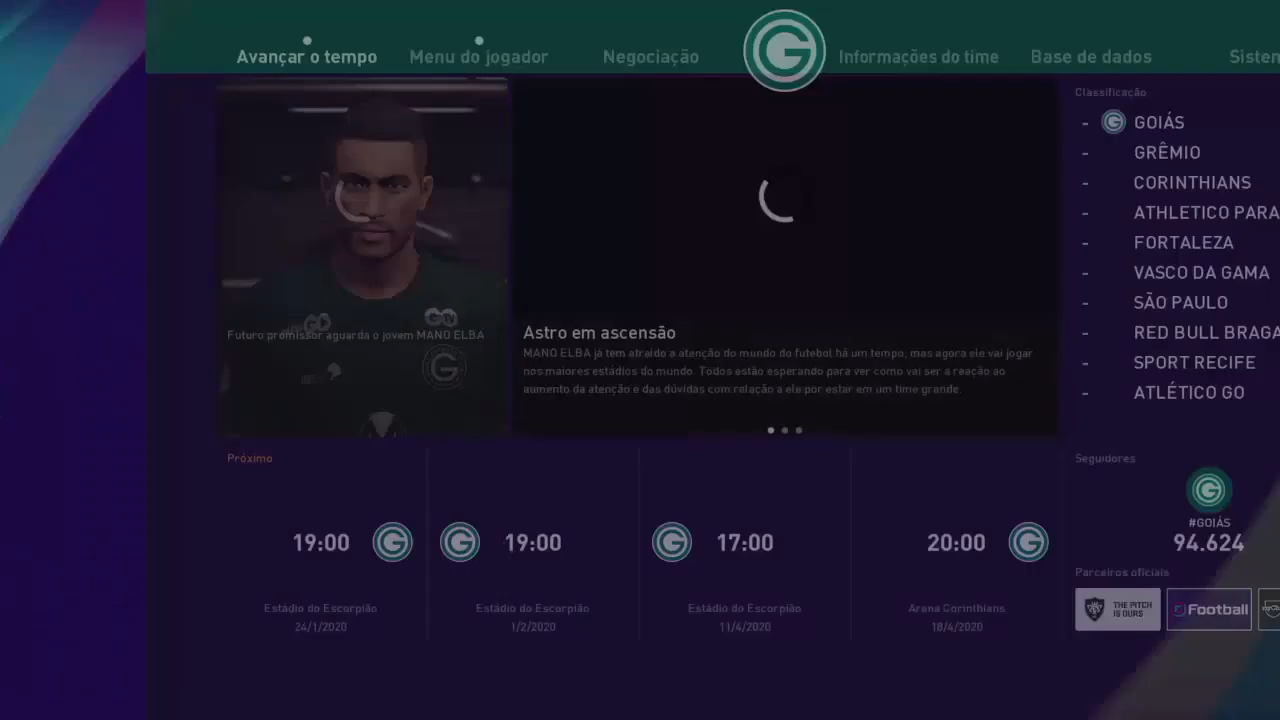 Avançar o tempo
Menu do jogador
Negociação
G
Informações do time
Base de dados
Sistem
Futuro promissor aguarda o jovem MANO ELBA
Astro em ascensão
MANO ELBA já tem atraído a atenção do mundo do futebol há um tempo, mas agora ele vai jogar
nos maiores estádios do mundo. Todos estão esperando para ver como vai ser a reação ao
aumento da atenção e das dúvidas com relação a ele por estar em um time grande.
Classificação
- GOIÁS
- GRÊMIO
- CORINTHIANS
- ATHLETICO PARA
- FORTALEZA
- VASCO DA GAMA
- SÃO PAULO
- RED BULL BRAGA
- SPORT RECIFE
- ATLÉTICO GO
Próximo
19:00
Estádio do Escorpião
24/1/2020
19:00
Estádio do Escorpião
1/2/2020
17:00
Estádio do Escorpião
11/4/2020
20:00
Arena Corinthians
18/4/2020
Seguidores
#GOIÁS
94.624
Parceiros oficiais
THE PITCH
IS OURS
eFootball